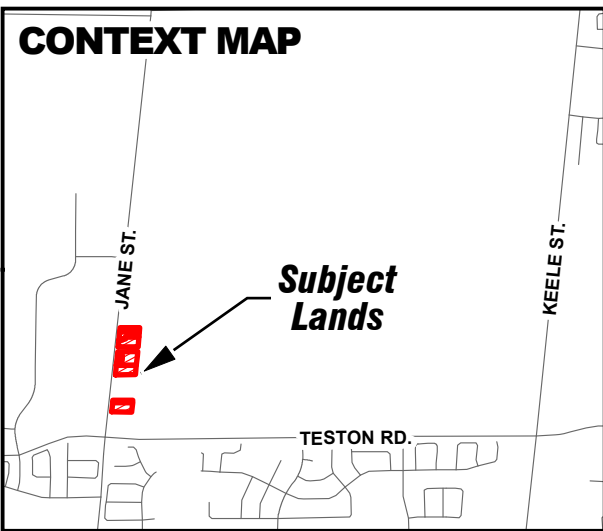 CONTEXT MAP
JANE ST.
KEELE ST.
Subject
Lands
TESTON RD.